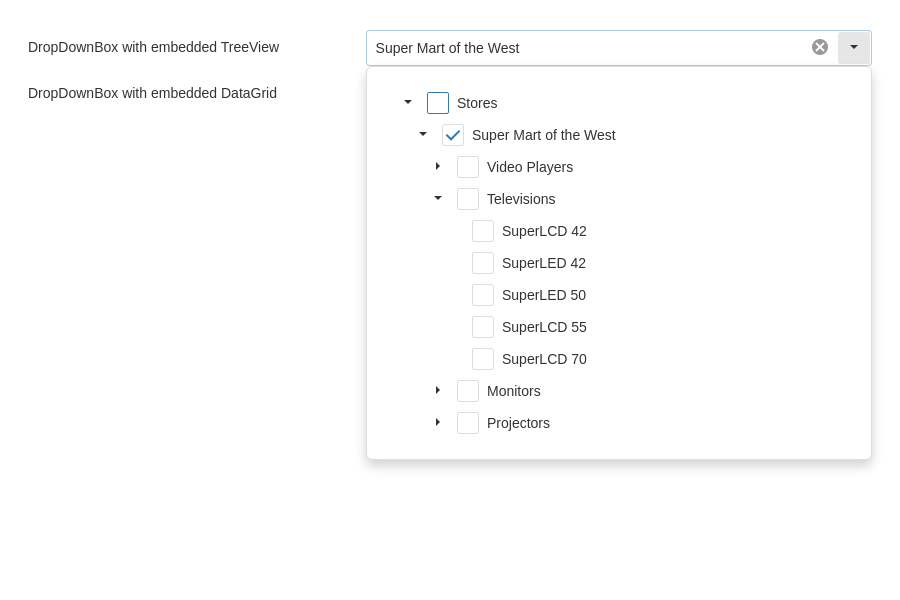 DropDownBox with embedded TreeView
Super Mart of the West
DropDownBox with embedded DataGrid
Stores
Super Mart of the West
Video Players
Televisions
SuperLCD 42
SuperLED 42
SuperLED 50
SuperLCD 55
SuperLCD 70
Monitors
Projectors